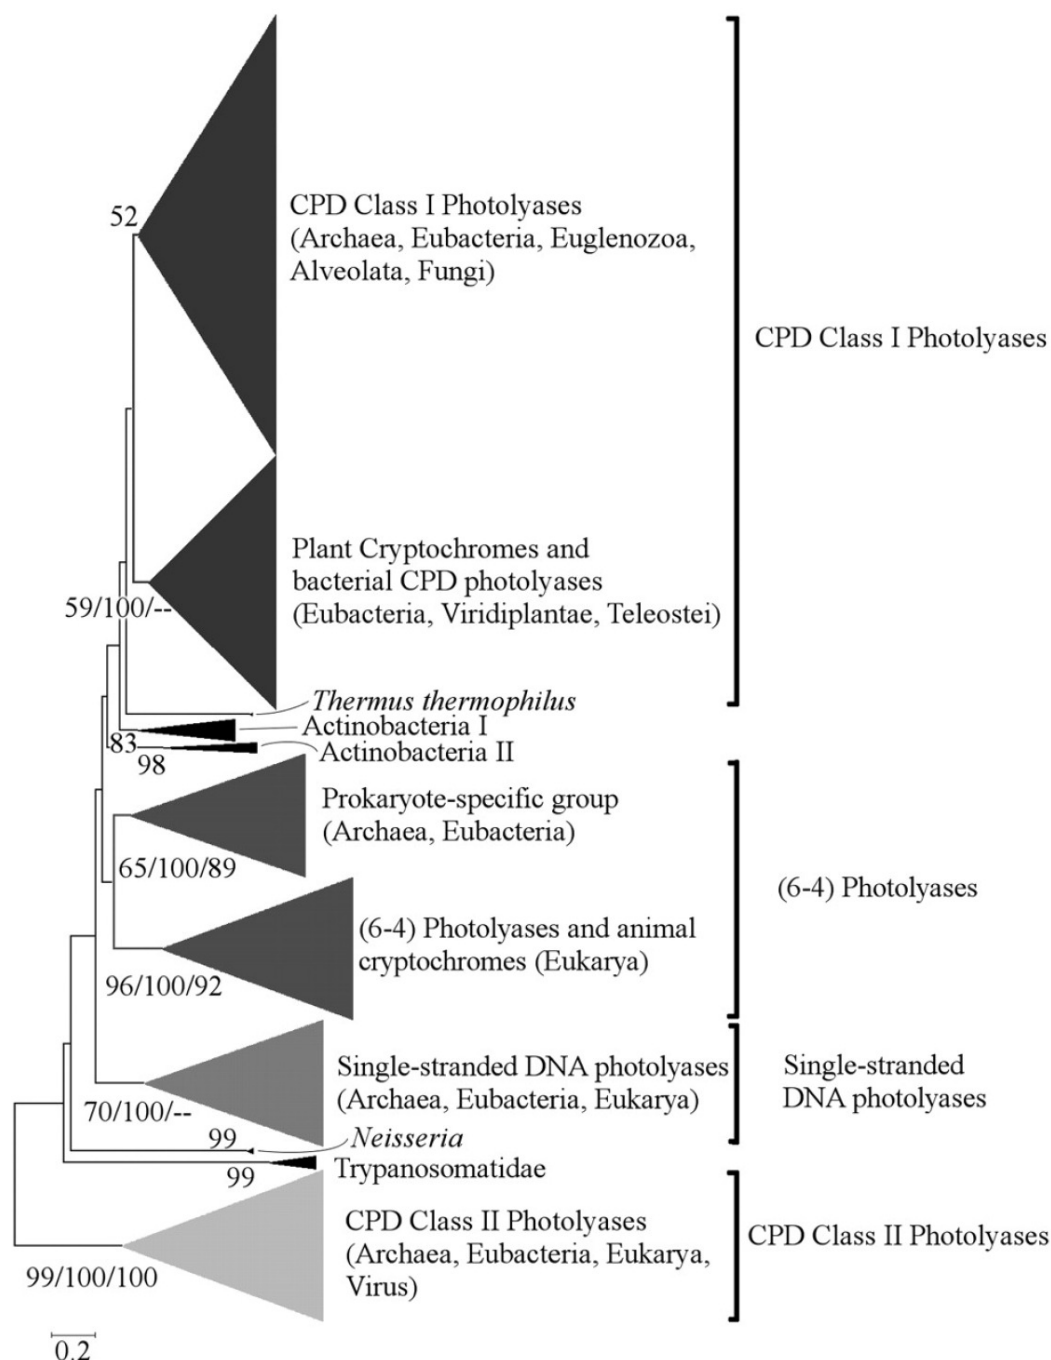 52
CPD Class I Photolyases
(Archaea, Eubacteria, Euglenozoa,
Alveolata, Fungi)
CPD Class I Photolyases
Plant Cryptochromes and
bacterial CPD photolyases
(Eubacteria, Viridiplantae, Teleostei)
59/100/--
Thermus thermophilus
Actinobacteria I
83
Actinobacteria II
98
Prokaryote-specific group
(Archaea, Eubacteria)
65/100/89
(6-4) Photolyases
(6-4) Photolyases and animal
cryptochromes (Eukarya)
96/100/92
Single-stranded DNA photolyases
(Archaea, Eubacteria, Eukarya)
Single-stranded
DNA photolyases
70/100/--
99
Neisseria
99
Trypanosomatidae
CPD Class II Photolyases
(Archaea, Eubacteria, Eukarya,
Virus)
CPD Class II Photolyases
99/100/100
0.2